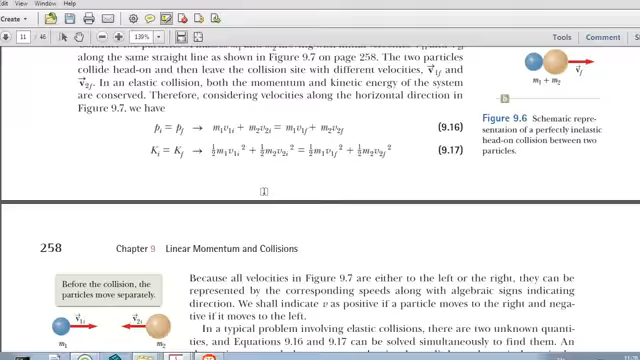 View Window Help
Create
11 / 46
139%
Tools
Sign
Comment
along the same straight line as shown in Figure 9.7 on page 258. The two particles
collide head-on and then leave the collision site with different velocities, v⃗1f and
v⃗2f. In an elastic collision, both the momentum and kinetic energy of the system
are conserved. Therefore, considering velocities along the horizontal direction in
Figure 9.7, we have
pi = pf → m1v1i + m2v2i = m1v1f + m2v2f (9.16)
Ki = Kf → ½m1v1i² + ½m2v2i² = ½m1v1f² + ½m2v2f² (9.17)
v⃗f
m1 + m2
Figure 9.6 Schematic repre-
sentation of a perfectly inelastic
head-on collision between two
particles.
258 Chapter 9 Linear Momentum and Collisions
Before the collision, the
particles move separately.
v⃗1i v⃗2i
m1 m2
Because all velocities in Figure 9.7 are either to the left or the right, they can be
represented by the corresponding speeds along with algebraic signs indicating
direction. We shall indicate v as positive if a particle moves to the right and nega-
tive if it moves to the left.
In a typical problem involving elastic collisions, there are two unknown quanti-
ties, and Equations 9.16 and 9.17 can be solved simultaneously to find them. An